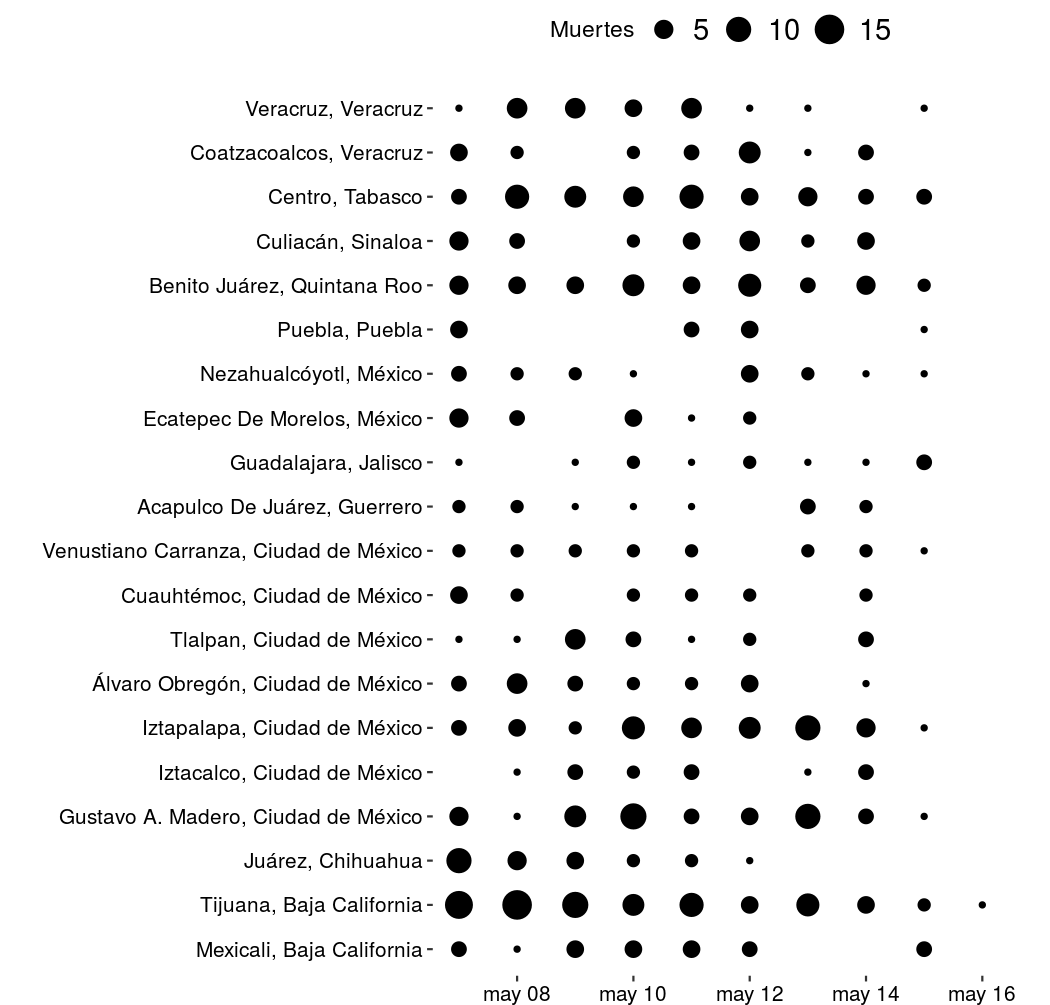 Muertes 5 10 15
Veracruz, Veracruz
Coatzacoalcos, Veracruz
Centro, Tabasco
Culiacán, Sinaloa
Benito Juárez, Quintana Roo
Puebla, Puebla
Nezahualcóyotl, México
Ecatepec De Morelos, México
Guadalajara, Jalisco
Acapulco De Juárez, Guerrero
Venustiano Carranza, Ciudad de México
Cuauhtémoc, Ciudad de México
Tlalpan, Ciudad de México
Álvaro Obregón, Ciudad de México
Iztapalapa, Ciudad de México
Iztacalco, Ciudad de México
Gustavo A. Madero, Ciudad de México
Juárez, Chihuahua
Tijuana, Baja California
Mexicali, Baja California
may 08 may 10 may 12 may 14 may 16